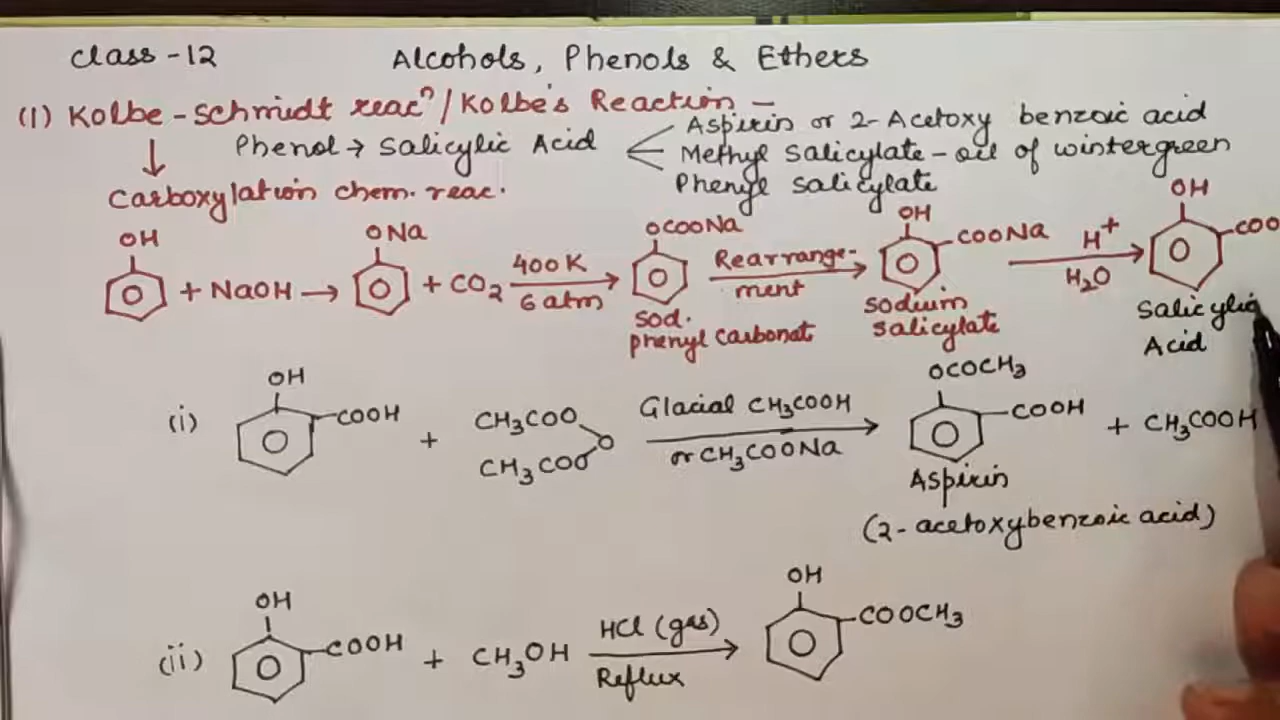 Class-12 Alcohols, Phenols & Ethers
(1) Kolbe-Schmidt reacⁿ/Kolbe's Reaction -
Phenol → Salicylic Acid
Aspirin or 2-Acetoxy benzoic acid
Methyl Salicylate - oil of wintergreen
Phenyl Salicylate
↓
Carboxylation chem. reac.
OH ONa OCOONa OH COONa OH COO
+ NaOH → + CO₂ 400K 6 atm → Rearrangement → H⁺ H₂O →
sod. phenyl carbonat
sodium salicylate
Salicylic Acid
(i) OH COOH + CH₃COO CH₃COO O Glacial CH₃COOH or CH₃COONa → OCOCH₃ COOH + CH₃COOH
Aspirin
(2-acetoxybenzoic acid)
(ii) OH COOH + CH₃OH HCl (gas) Reflux → OH COOCH₃